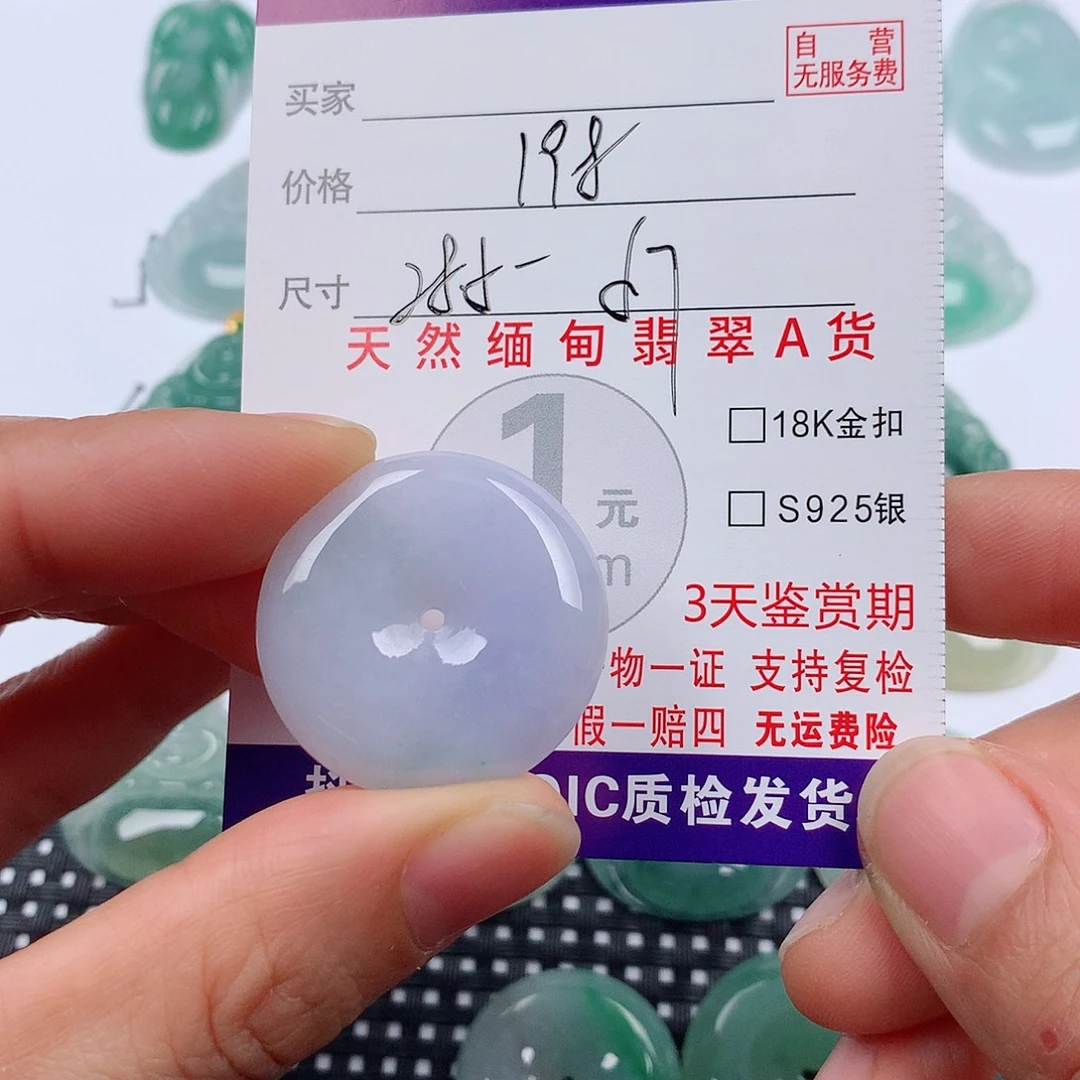 自 营
无服务费
买家
价格 198
尺寸
天然缅甸翡翠A货
1元
m
18K金扣
S925银
3天鉴赏期
物一证 支持复检
假一赔四 无运费险
IC质检发货